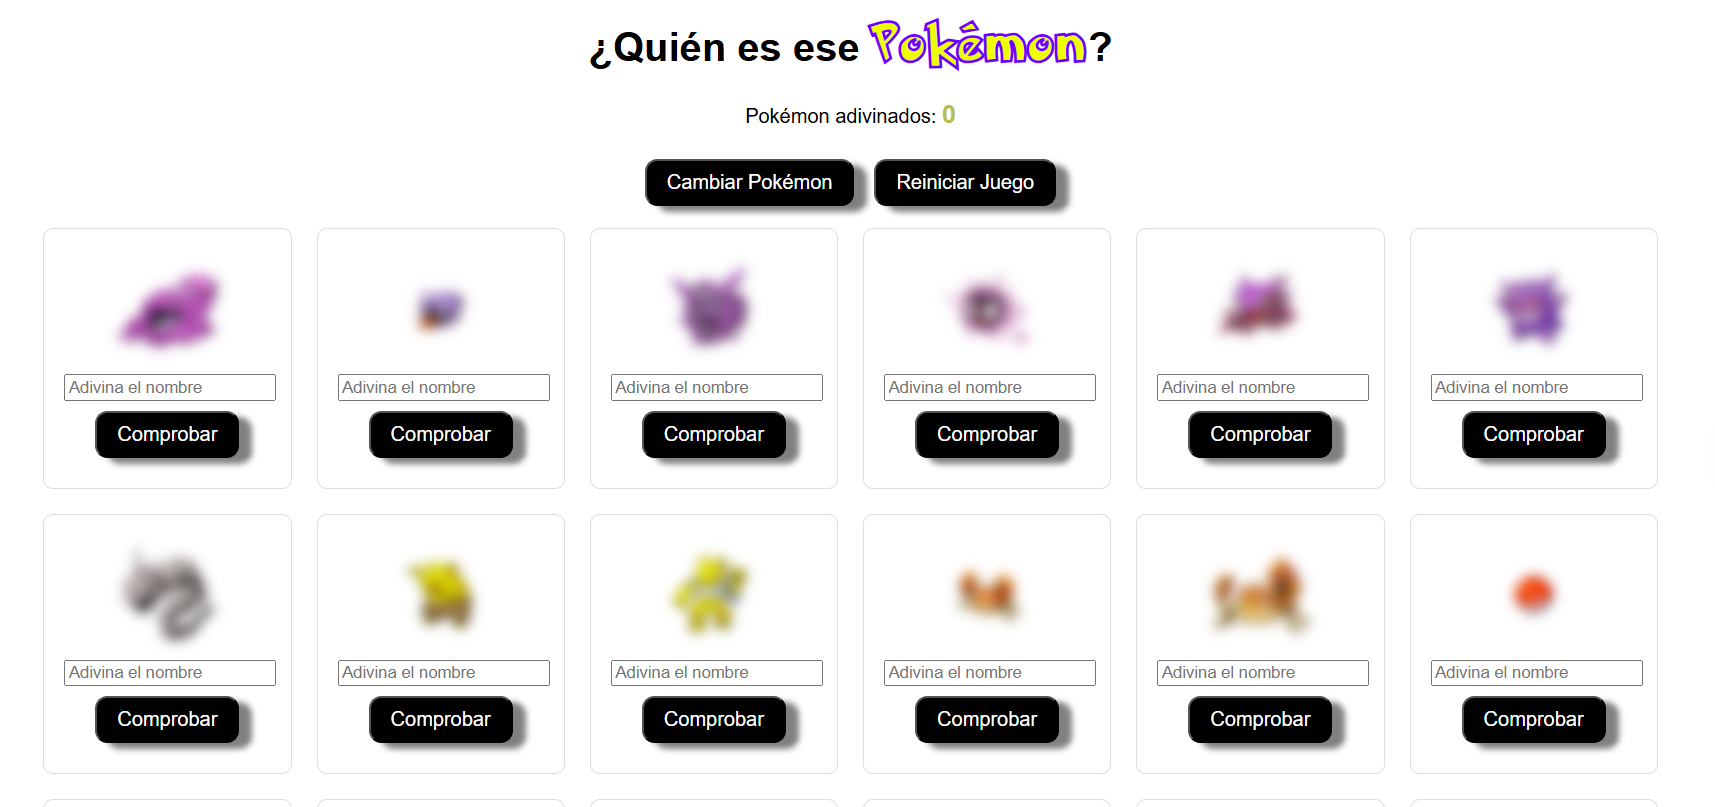 ¿Quién es ese Pokémon?
Pokémon adivinados: 0
Cambiar Pokémon Reiniciar Juego
Adivina el nombre Adivina el nombre Adivina el nombre Adivina el nombre Adivina el nombre Adivina el nombre
Comprobar Comprobar Comprobar Comprobar Comprobar Comprobar
Adivina el nombre Adivina el nombre Adivina el nombre Adivina el nombre Adivina el nombre Adivina el nombre
Comprobar Comprobar Comprobar Comprobar Comprobar Comprobar